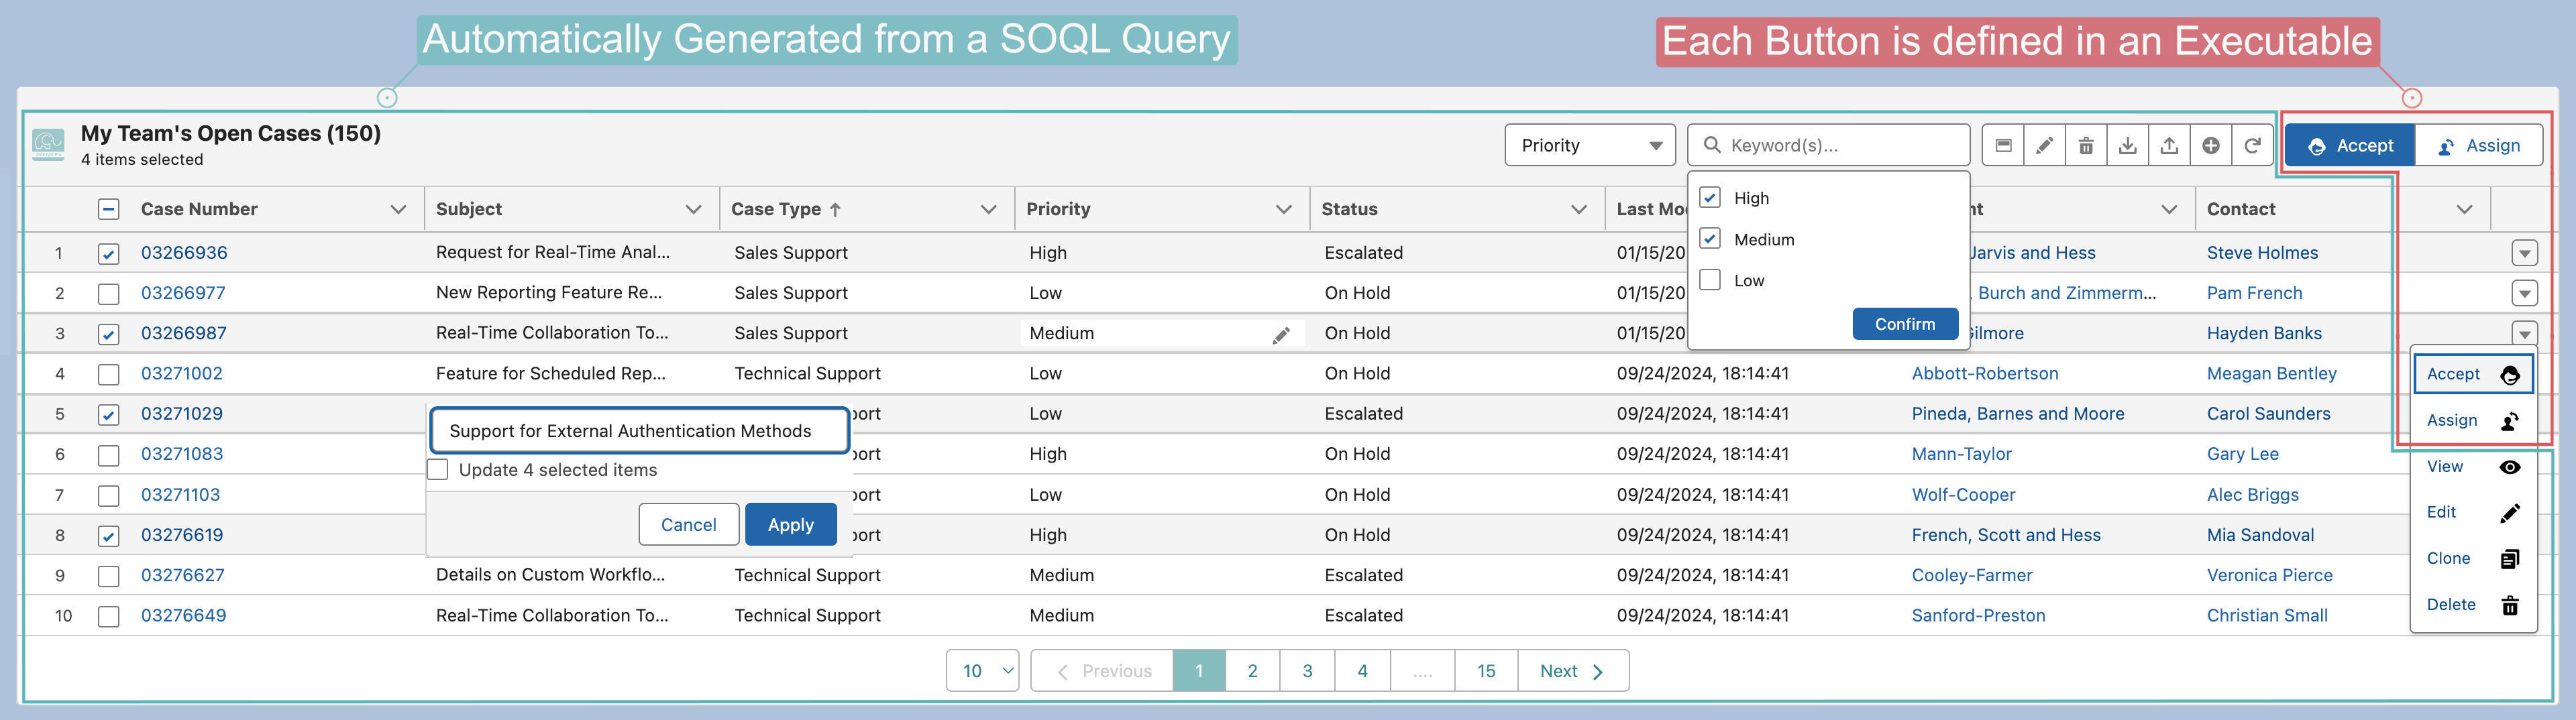 Automatically Generated from a SOQL Query
Each Button is defined in an Executable
My Team's Open Cases (150)
4 items selected
Priority
Keyword(s)...
Accept
Assign
High
Medium
Low
Confirm
Case Number Subject Case Type Priority Status Last Mo Contact
1 03266936 Request for Real-Time Anal... Sales Support High Escalated 01/15/20 Jarvis and Hess Steve Holmes
2 03266977 New Reporting Feature Re... Sales Support Low On Hold 01/15/20 , Burch and Zimmerm... Pam French
3 03266987 Real-Time Collaboration To... Sales Support Medium On Hold 01/15/20 Gilmore Hayden Banks
4 03271002 Feature for Scheduled Rep... Technical Support Low On Hold 09/24/2024, 18:14:41 Abbott-Robertson Meagan Bentley
5 03271029 port Low Escalated 09/24/2024, 18:14:41 Pineda, Barnes and Moore Carol Saunders
6 03271083 port High On Hold 09/24/2024, 18:14:41 Mann-Taylor Gary Lee
7 03271103 port Low On Hold 09/24/2024, 18:14:41 Wolf-Cooper Alec Briggs
8 03276619 port High On Hold 09/24/2024, 18:14:41 French, Scott and Hess Mia Sandoval
9 03276627 Details on Custom Workflo... Technical Support Medium Escalated 09/24/2024, 18:14:41 Cooley-Farmer Veronica Pierce
10 03276649 Real-Time Collaboration To... Technical Support Medium Escalated 09/24/2024, 18:14:41 Sanford-Preston Christian Small
Support for External Authentication Methods
Update 4 selected items
Cancel
Apply
Accept
Assign
View
Edit
Clone
Delete
10 Previous 1 2 3 4 .... 15 Next